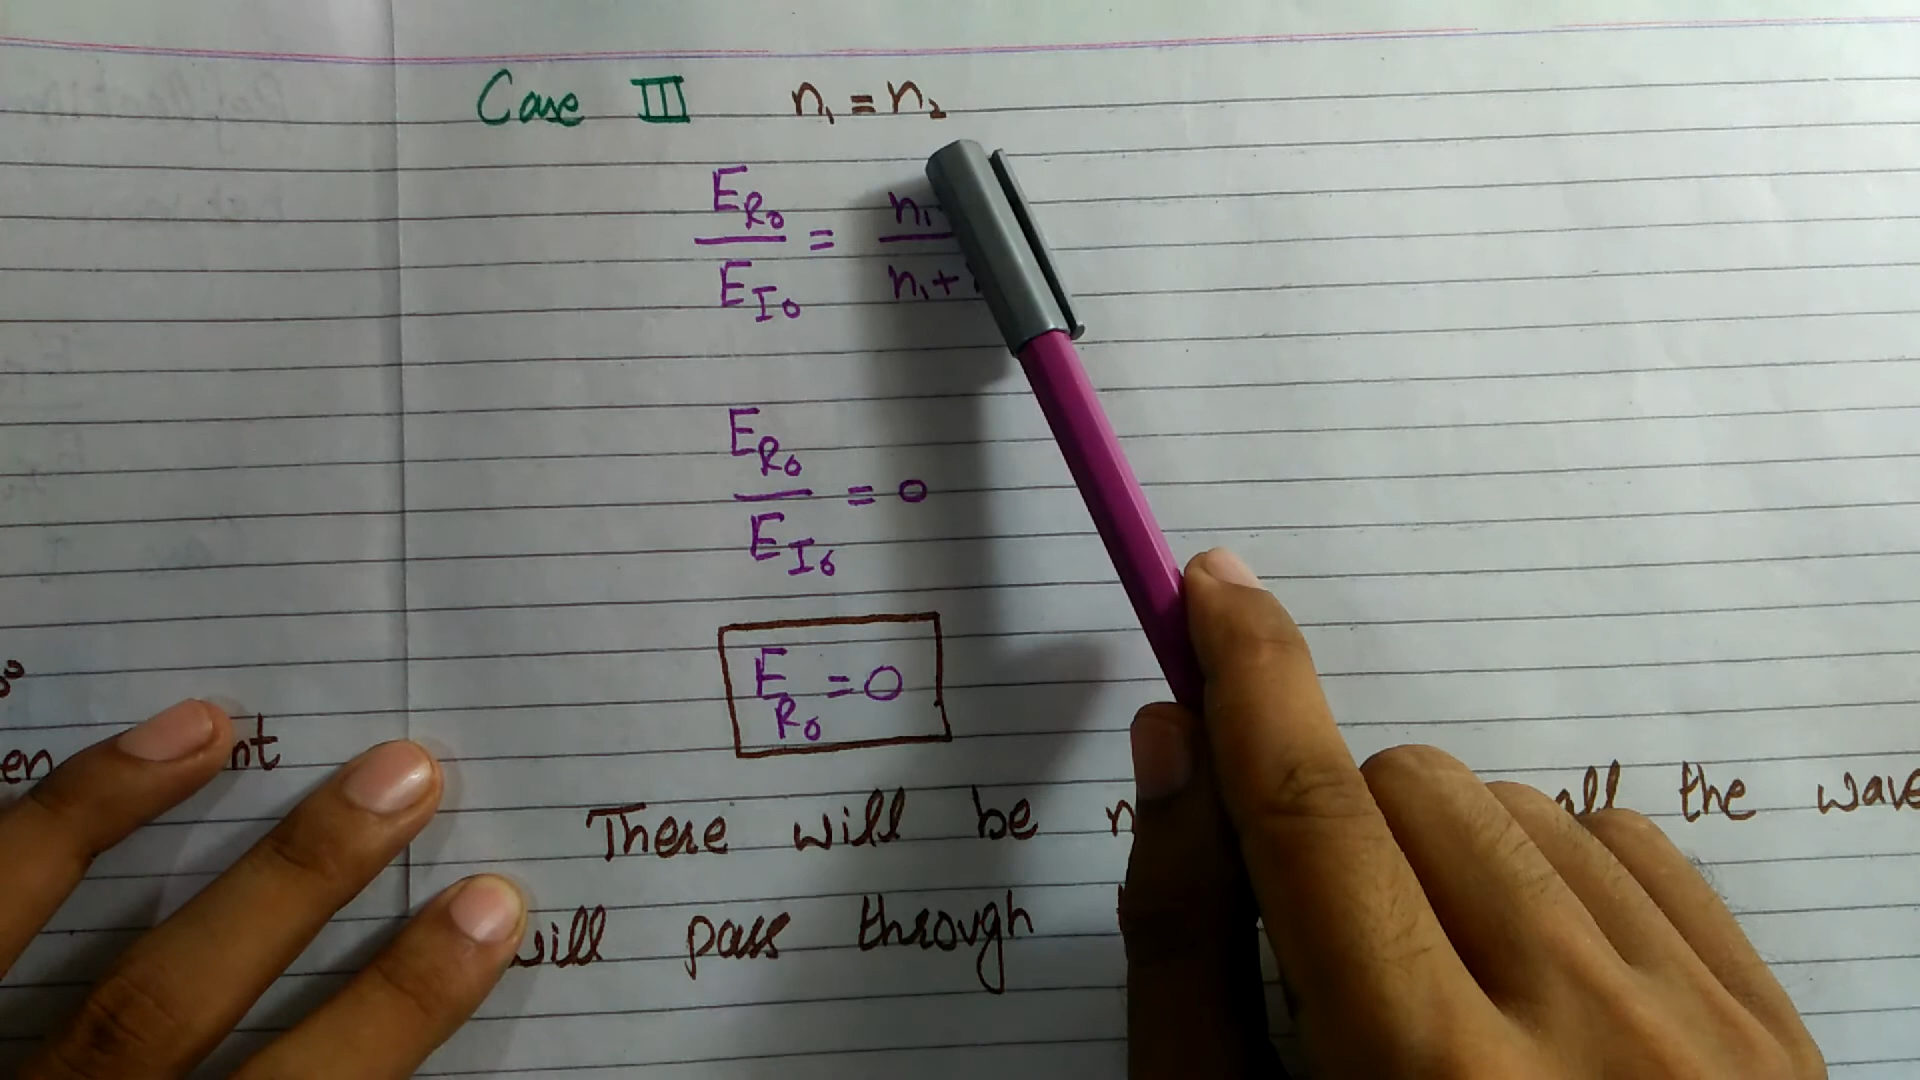 Case III n₁ = n₂
E_R₀ / E_I₀ = n₁ / n₁ +
E_R₀ / E_I₀ = 0
E_R₀ = 0
There will be all the wave
will pass through